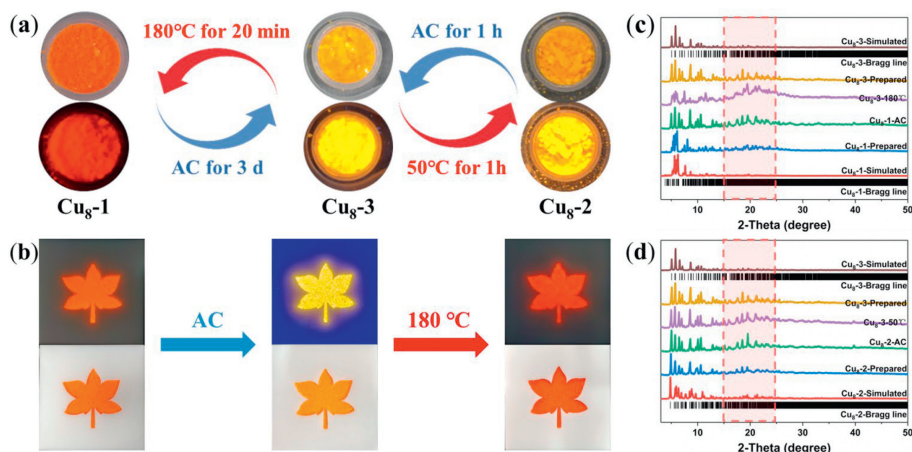 (a)
180℃ for 20 min
AC for 3 d
AC for 1 h
50℃ for 1h
Cu₈-1
Cu₈-3
Cu₈-2
(b)
AC
180 ℃
(c)
Cu₈-3-Simulated
Cu₈-3-Bragg line
Cu₈-3-Prepared
Cu₈-3-180℃
Cu₈-1-AC
Cu₈-1-Prepared
Cu₈-1-Simulated
Cu₈-1-Bragg line
10 20 30 40 50
2-Theta (degree)
(d)
Cu₈-3-Simulated
Cu₈-3-Bragg line
Cu₈-3-Prepared
Cu₈-3-50℃
Cu₈-2-AC
Cu₈-2-Prepared
Cu₈-2-Simulated
Cu₈-2-Bragg line
10 20 30 40 50
2-Theta (degree)